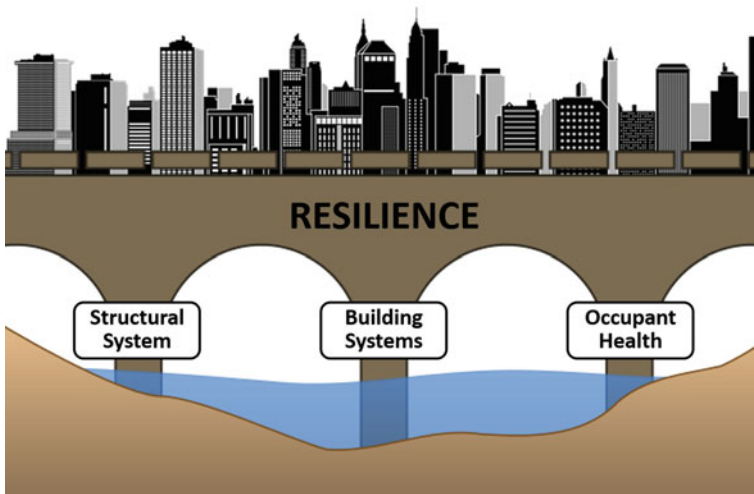 RESILIENCE
Structural
System
Building
Systems
Occupant
Health